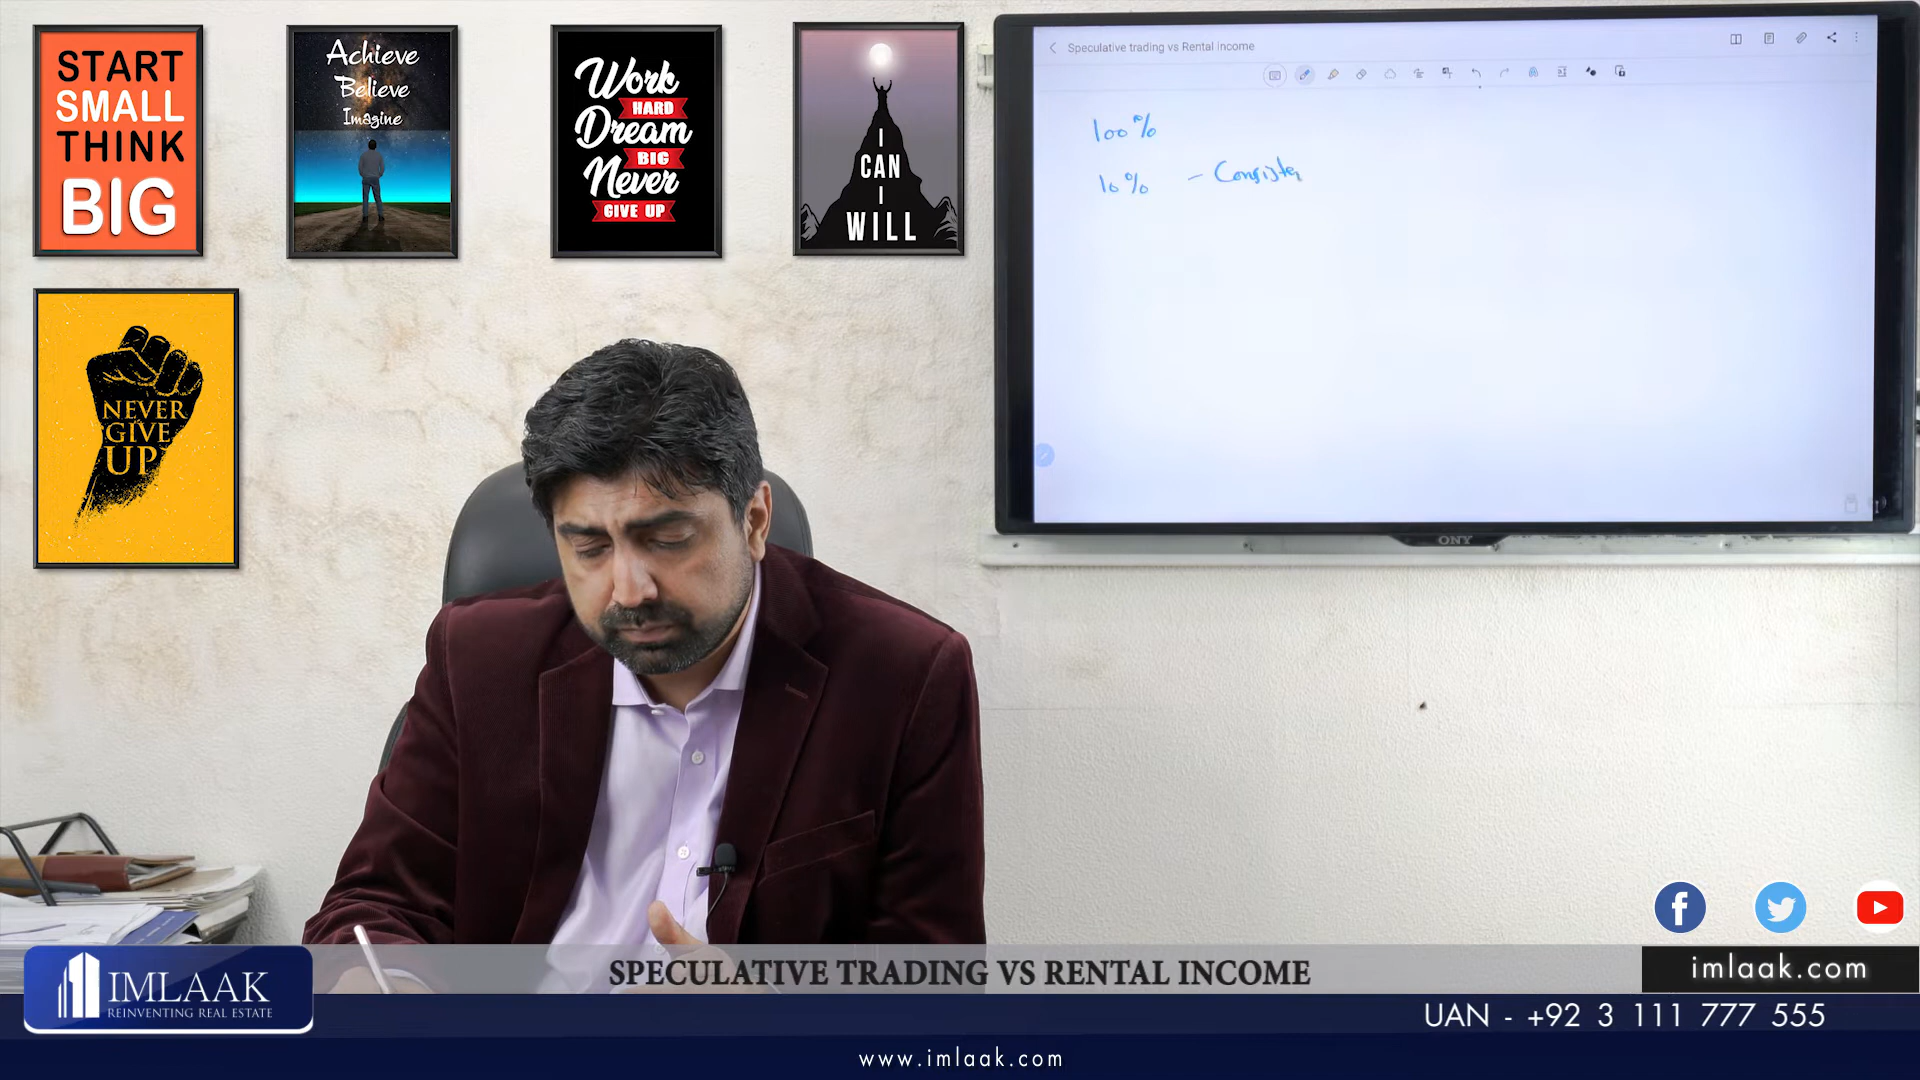 START
SMALL
THINK
BIG
Achieve
Believe
Imagine
Work
HARD
Dream
BIG
Never
GIVE UP
I
CAN
I
WILL
NEVER
GIVE
UP
Speculative trading vs Rental Income
100%
10% - Consisten
ONY
SPECULATIVE TRADING VS RENTAL INCOME
IMLAAK
REINVENTING REAL ESTATE
imlaak.com
UAN - +92 3 111 777 555
www.imlaak.com